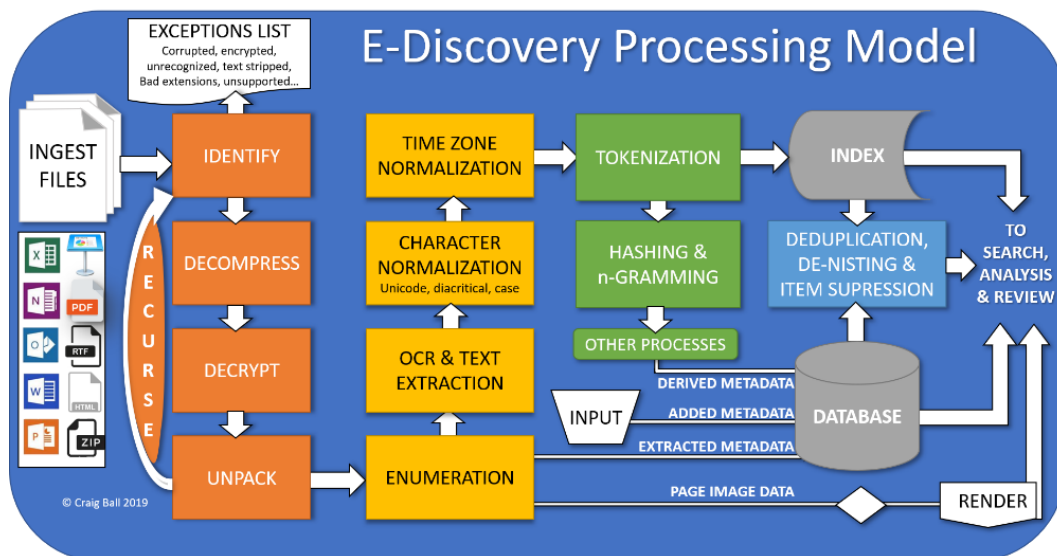 E-Discovery Processing Model
EXCEPTIONS LIST
Corrupted, encrypted,
unrecognized, text stripped,
Bad extensions, unsupported…
INGEST
FILES
IDENTIFY
DECOMPRESS
DECRYPT
UNPACK
RECURSE
X
N
PDF
O
RTF
W
HTML
P
ZIP
© Craig Ball 2019
TIME ZONE
NORMALIZATION
CHARACTER
NORMALIZATION
Unicode, diacritical, case
OCR & TEXT
EXTRACTION
ENUMERATION
TOKENIZATION
HASHING &
n-GRAMMING
OTHER PROCESSES
DERIVED METADATA
INPUT
ADDED METADATA
EXTRACTED METADATA
PAGE IMAGE DATA
INDEX
DEDUPLICATION,
DE-NISTING &
ITEM SUPRESSION
DATABASE
TO
SEARCH,
ANALYSIS
& REVIEW
RENDER